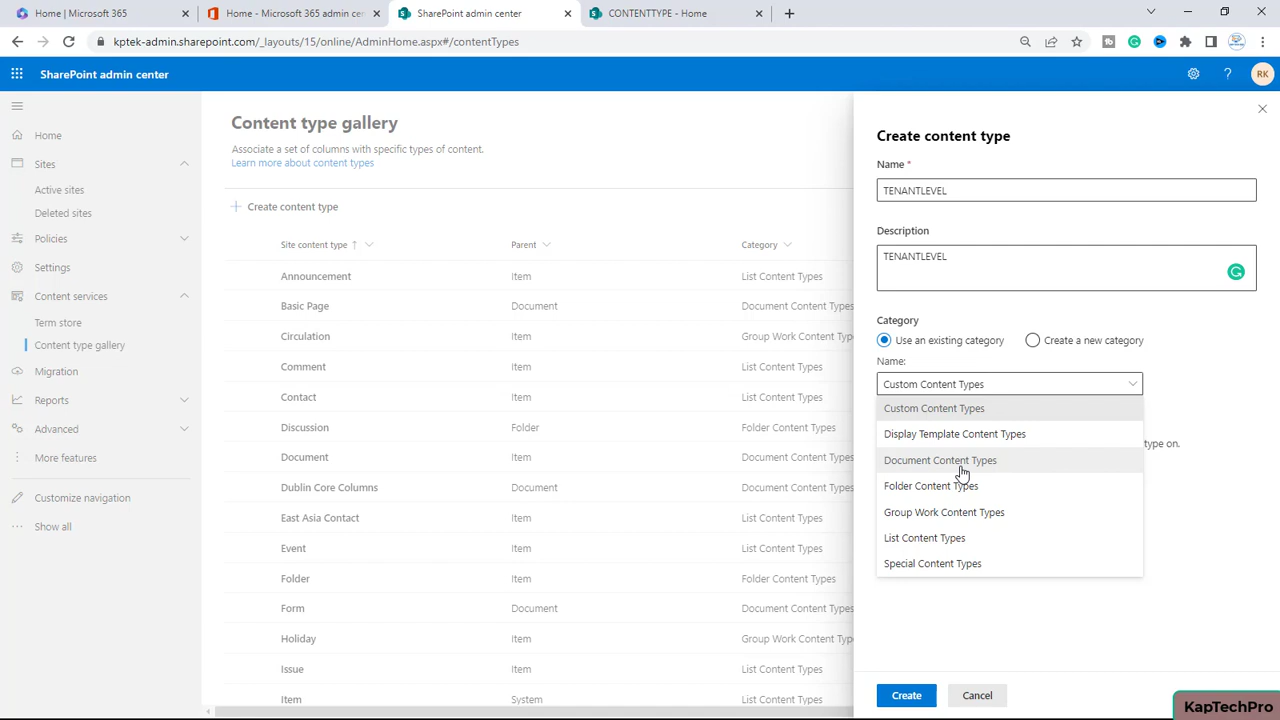 Home | Microsoft 365
Home - Microsoft 365 admin cen
SharePoint admin center
CONTENTTYPE - Home
kptek-admin.sharepoint.com/_layouts/15/online/AdminHome.aspx#/contentTypes
SharePoint admin center
RK
Home
Sites
Active sites
Deleted sites
Policies
Settings
Content services
Term store
Content type gallery
Migration
Reports
Advanced
More features
Customize navigation
Show all
Content type gallery
Associate a set of columns with specific types of content.
Learn more about content types
Create content type
Site content type Parent Category
Announcement Item List Content Types
Basic Page Document Document Content Types
Circulation Item Group Work Content Typ
Comment Item List Content Types
Contact Item List Content Types
Discussion Folder Folder Content Types
Document Item Document Content Types
Dublin Core Columns Document Document Content Types
East Asia Contact Item List Content Types
Event Item List Content Types
Folder Item Folder Content Types
Form Document Document Content Types
Holiday Item Group Work Content Typ
Issue Item List Content Types
Item System List Content Types
Create content type
Name *
TENANTLEVEL
Description
TENANTLEVEL
Category
Use an existing category Create a new category
Name:
Custom Content Types
Custom Content Types
Display Template Content Types
Document Content Types
Folder Content Types
Group Work Content Types
List Content Types
Special Content Types
type on.
Create Cancel
KapTechPro